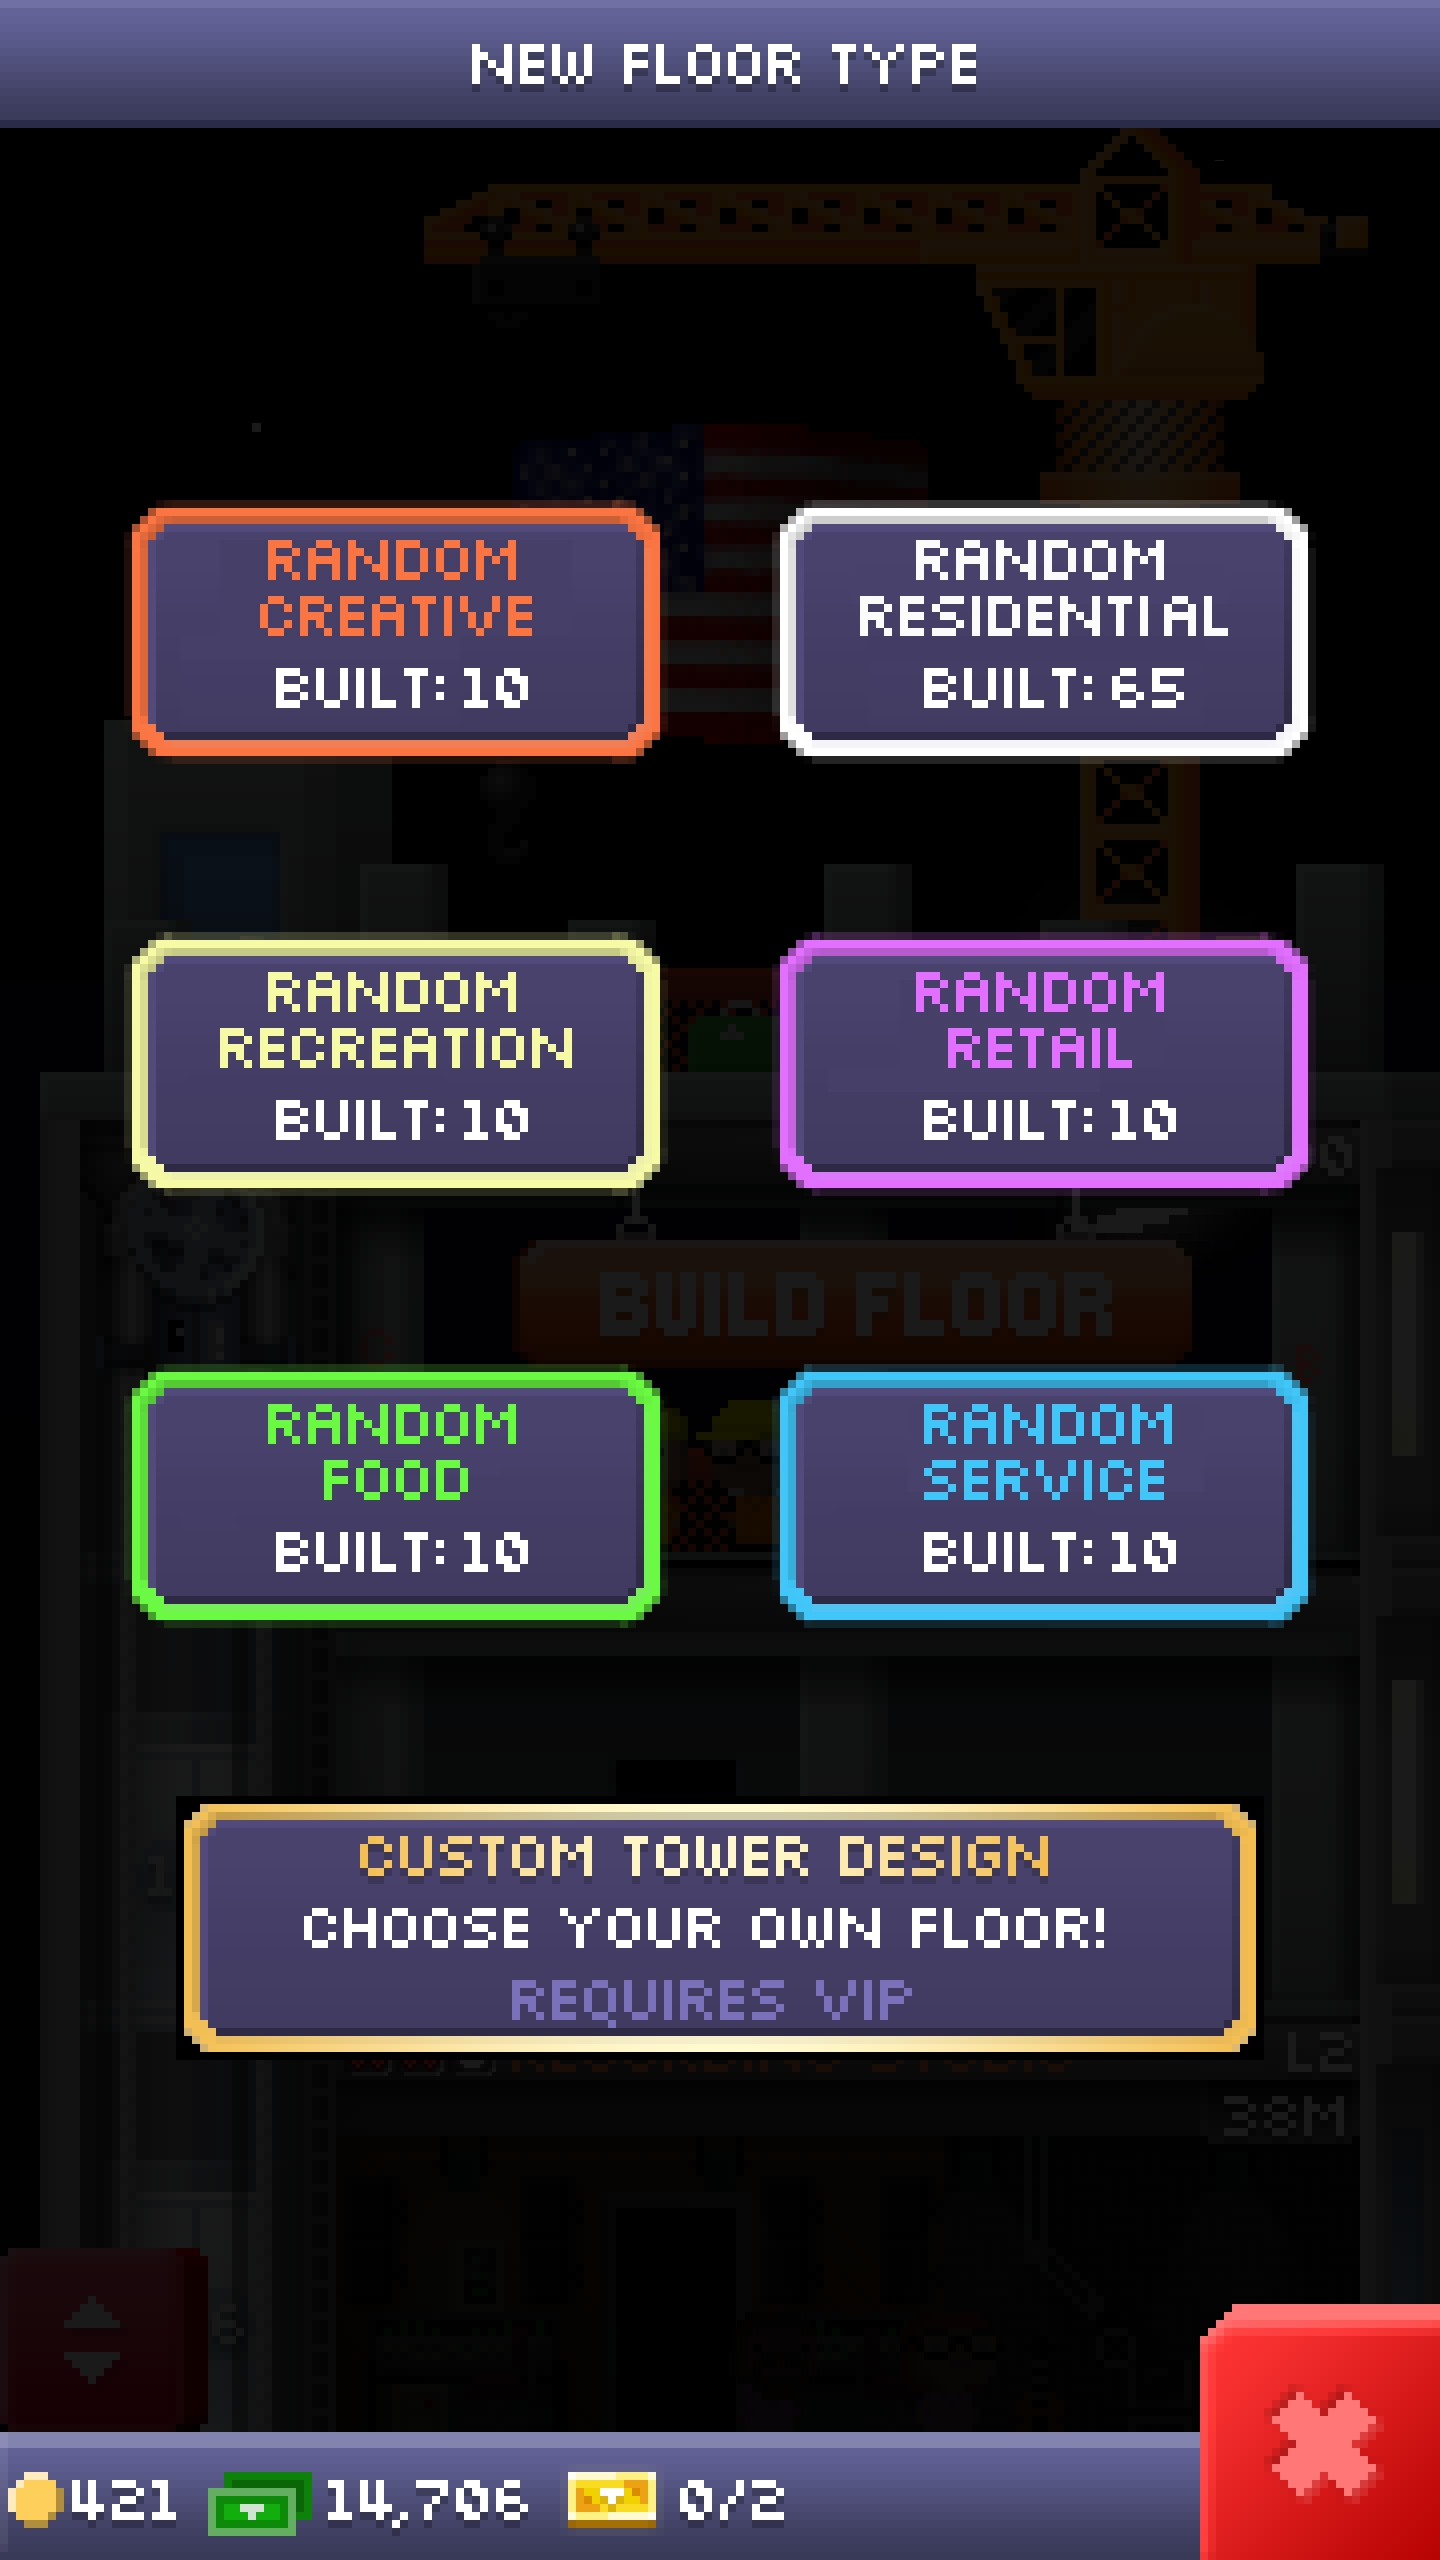 NEW FLOOR TYPE
RANDOM
CREATIVE
BUILT: 10
RANDOM
RESIDENTIAL
BUILT: 65
RANDOM
RECREATION
BUILT: 10
RANDOM
RETAIL
BUILT: 10
BUILD FLOOR
RANDOM
FOOD
BUILT: 10
RANDOM
SERVICE
BUILT: 10
CUSTOM TOWER DESIGN
CHOOSE YOUR OWN FLOOR!
REQUIRES VIP
L2
38M
421 14,706 0/2